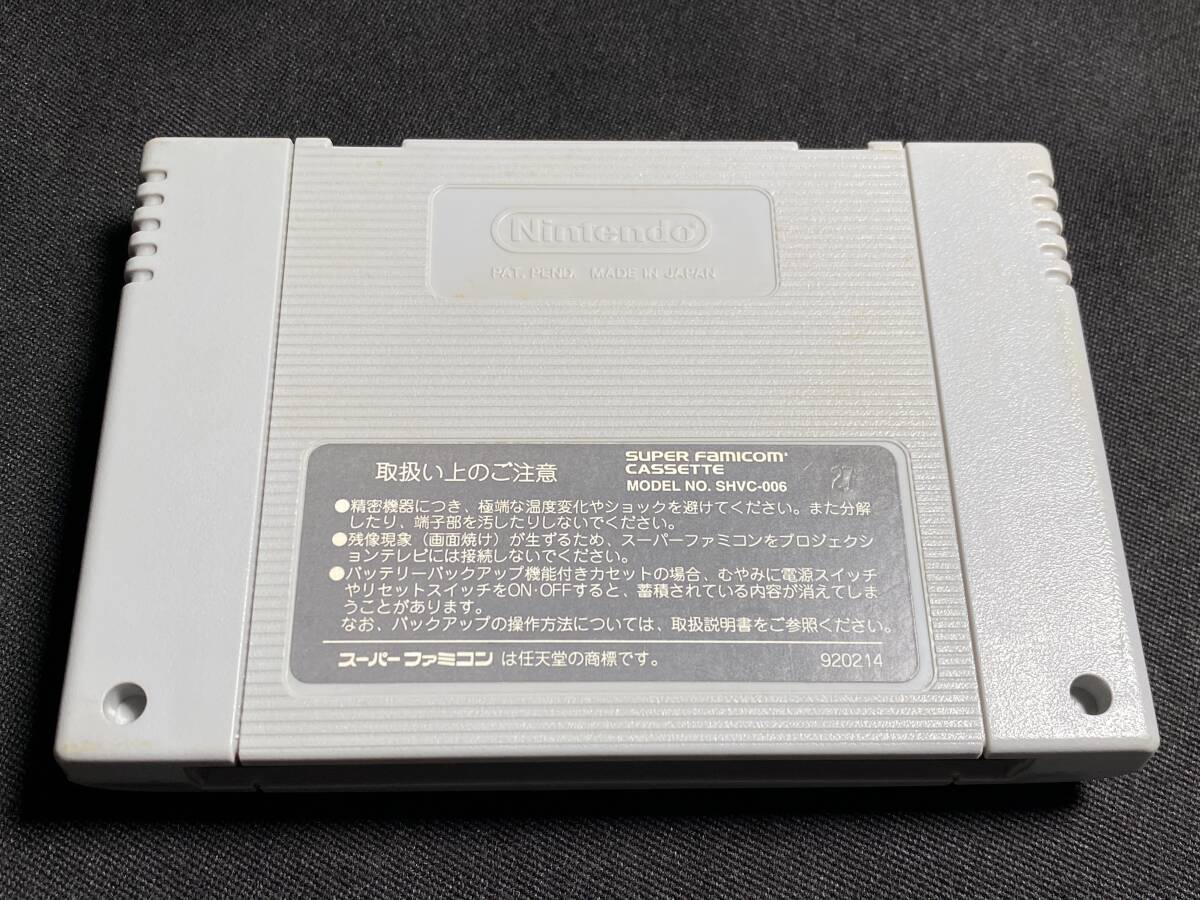 Nintendo®
PAT. PEND. MADE IN JAPAN
取扱い上のご注意
SUPER FAMICOM
CASSETTE
MODEL NO. SHVC-006
27
●精密機器につき、極端な温度変化やショックを避けてください。また分解
したり、端子部を汚したりしないでください。
●残像現象（画面焼け）が生ずるため、スーパーファミコンをプロジェクシ
ョンテレビには接続しないでください。
●バッテリーバックアップ機能付きカセットの場合、むやみに電源スイッチ
やリセットスイッチをON・OFFすると、蓄積されている内容が消えてしま
うことがあります。
なお、バックアップの操作方法については、取扱説明書をご参照ください。
スーパーファミコン は任天堂の商標です。
920214